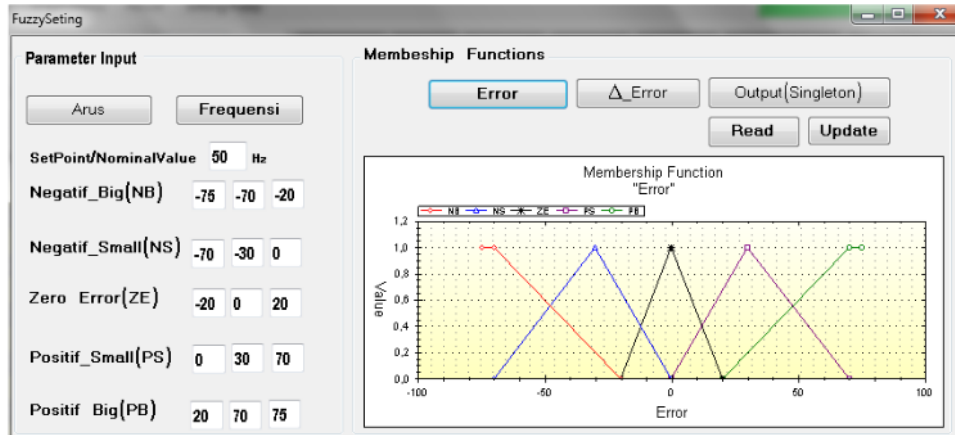 FuzzySeting
Parameter Input
Arus Frequensi
SetPoint/NominalValue 50 Hz
Negatif_Big(NB) -75 -70 -20
Negatif_Small(NS) -70 -30 0
Zero Error(ZE) -20 0 20
Positif_Small(PS) 0 30 70
Positif Big(PB) 20 70 75
Membeship Functions
Error Δ_Error Output(Singleton)
Read Update
Membership Function
"Error"
NB NS ZE PS PB
Value
1,2
1,0
0,8
0,6
0,4
0,2
0,0
-100 -50 0 50 100
Error